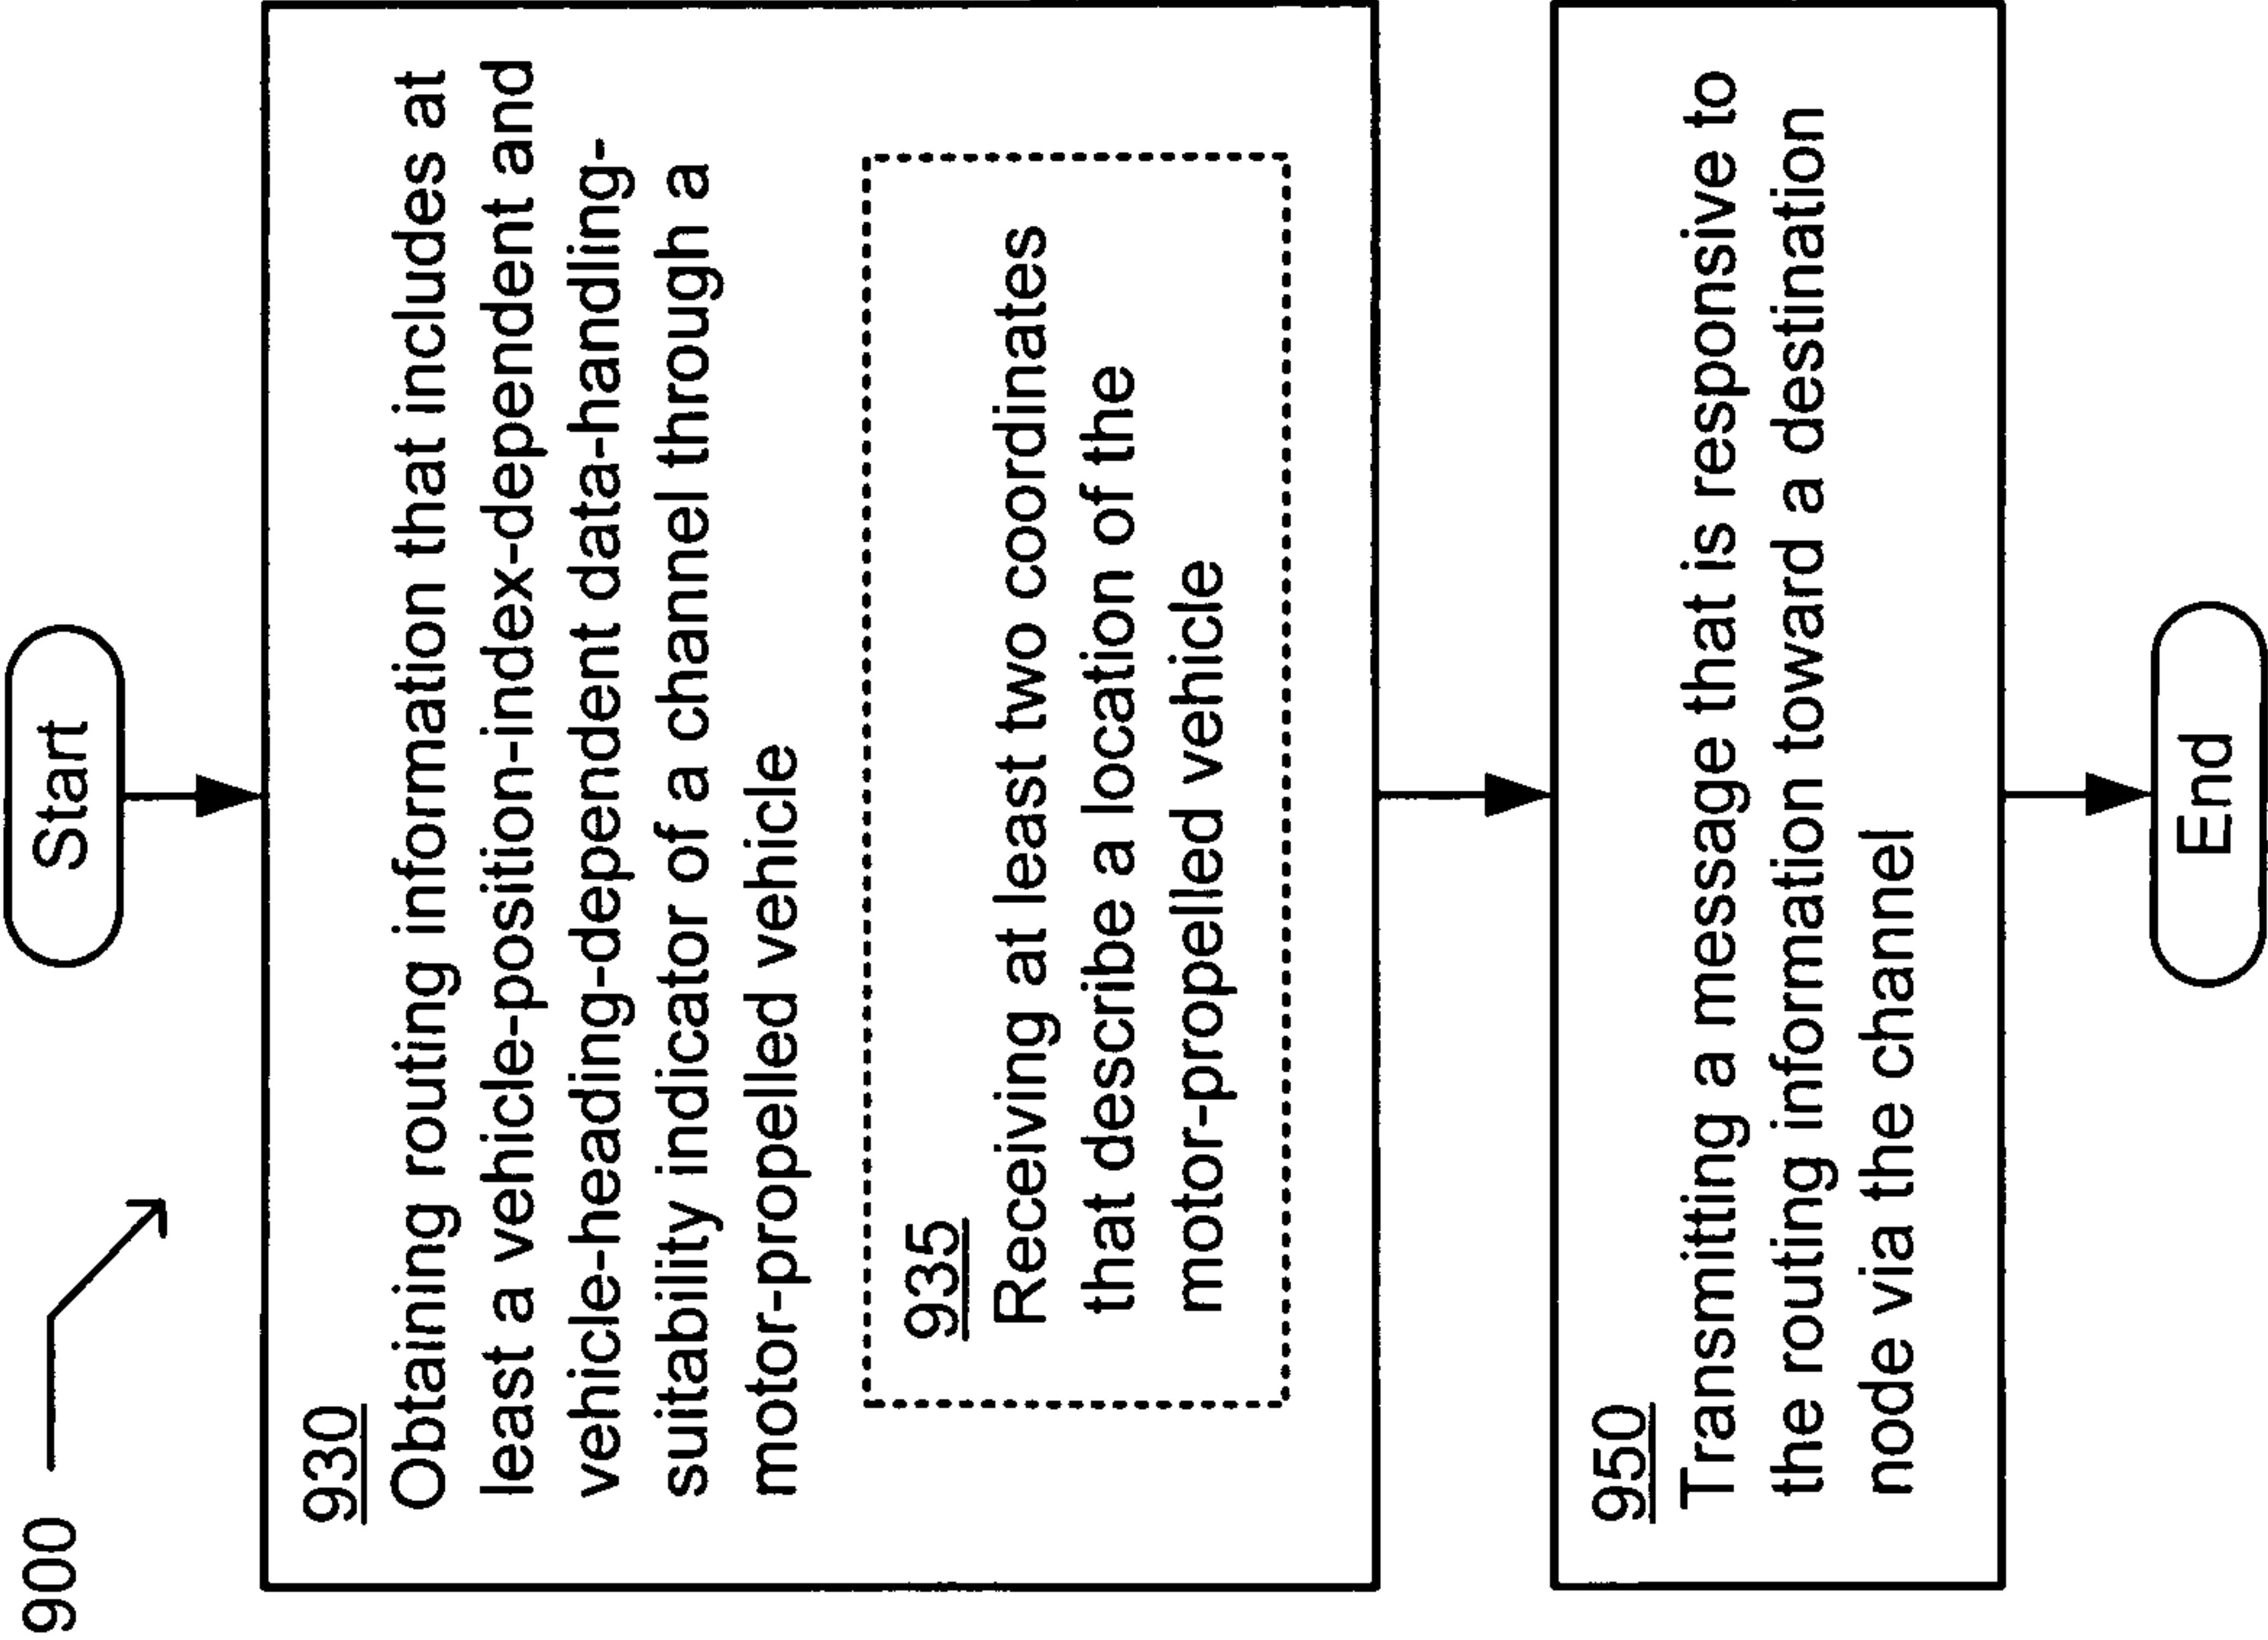 900
Start
930
Obtaining routing information that includes at
least a vehicle-position-index-dependent and
vehicle-heading-dependent data-handling-
suitability indicator of a channel through a
motor-propelled vehicle
935
Receiving at least two coordinates
that describe a location of the
motor-propelled vehicle
950
Transmitting a message that is responsive to
the routing information toward a destination
node via the channel
End